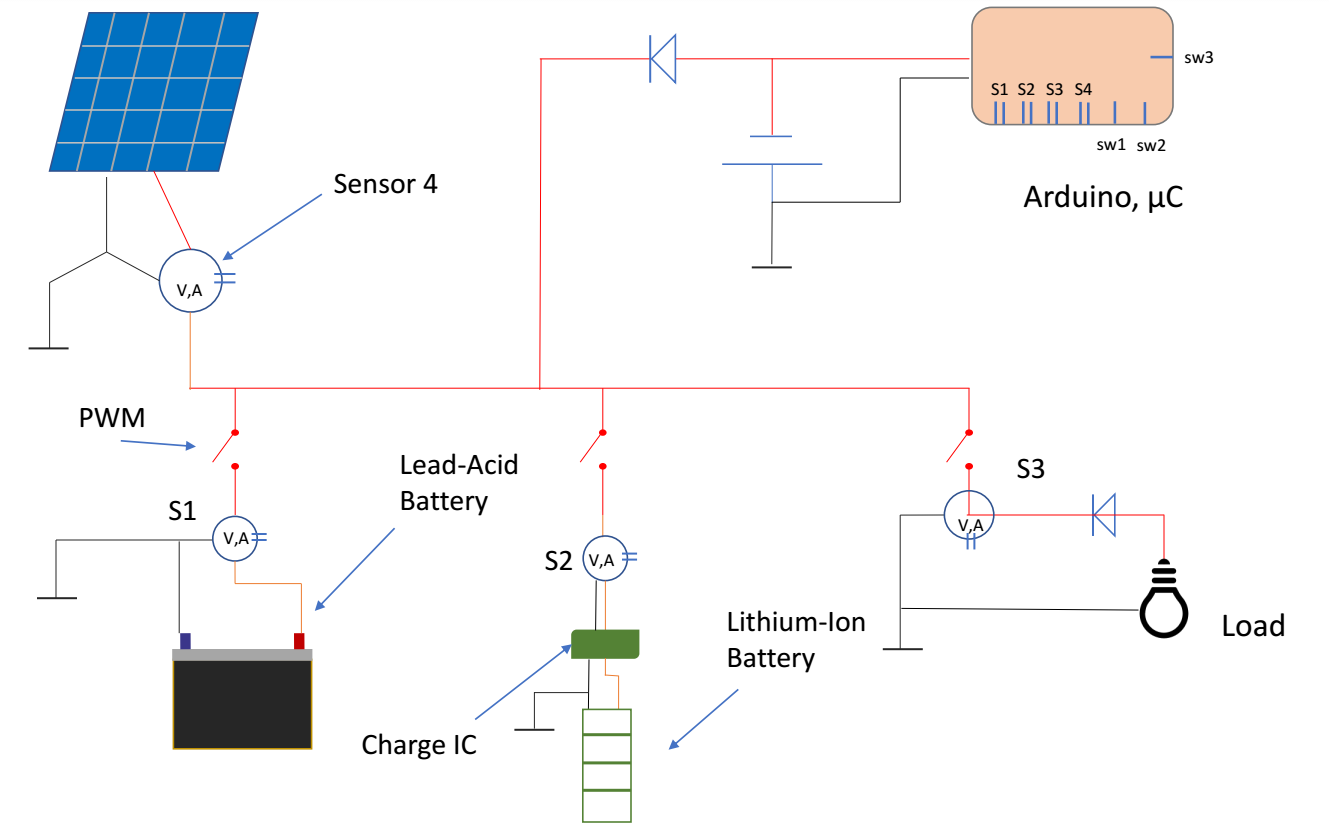 sw3
S1 S2 S3 S4
sw1 sw2
Sensor 4
Arduino, µC
V,A
PWM
Lead-Acid
Battery
S3
S1
V,A
V,A
S2
V,A
Lithium-Ion
Battery
Load
Charge IC